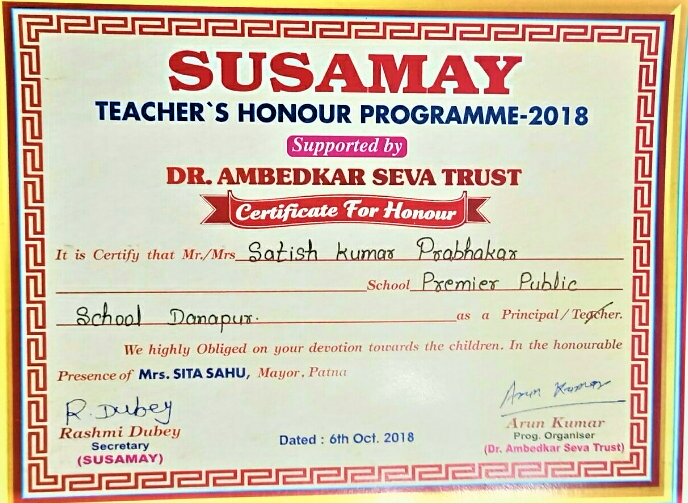 SUSAMAY
TEACHER`S HONOUR PROGRAMME-2018
Supported by
DR. AMBEDKAR SEVA TRUST
Certificate For Honour
It is Certify that Mr./Mrs Satish Kumar Prabhakar
School Premier Public
School Danapur. as a Principal / Teacher.
We highly Obliged on your devotion towards the children. In the honourable
Presence of Mrs. SITA SAHU, Mayor, Patna
R. Dubey
Rashmi Dubey
Secretary
(SUSAMAY)
Dated : 6th Oct. 2018
Arun Kumar
Arun Kumar
Prog. Organiser
(Dr. Ambedkar Seva Trust)